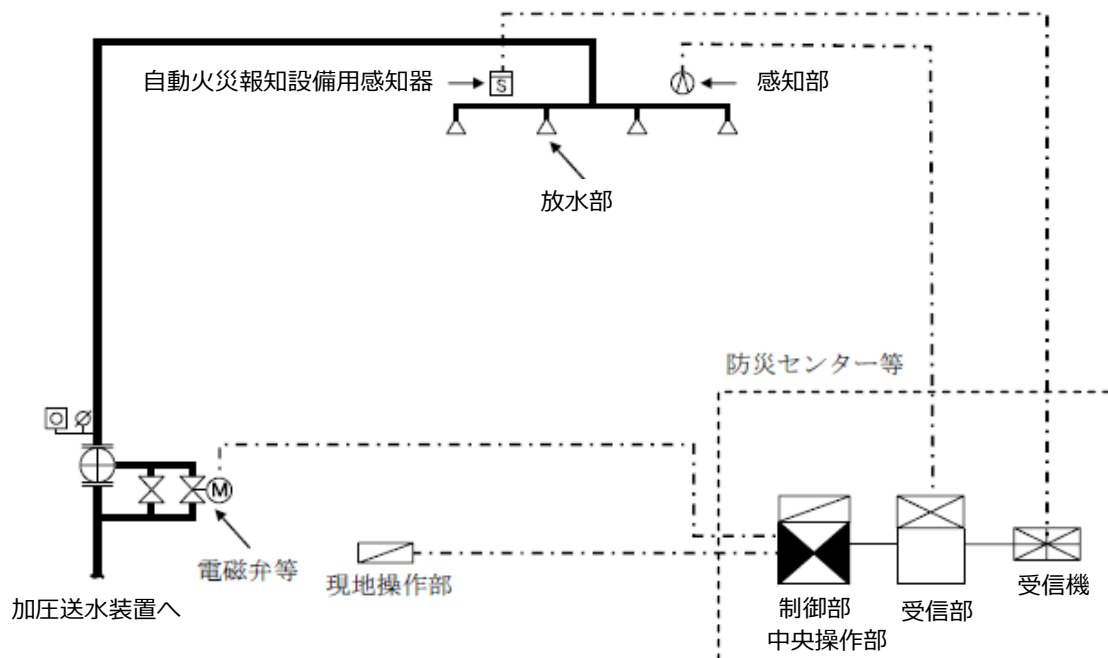 自動火災報知設備用感知器
S
感知部
放水部
防災センター等
M
電磁弁等
現地操作部
加圧送水装置へ
制御部
中央操作部
受信部
受信機